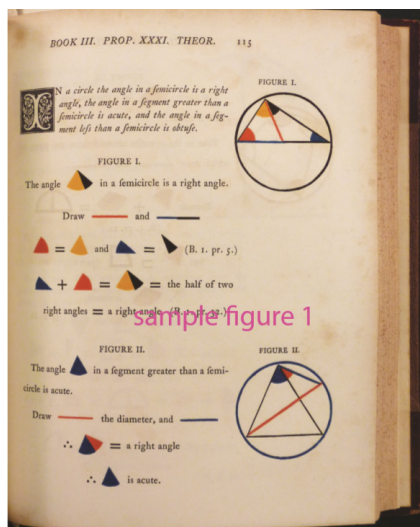 BOOK III. PROP. XXXI. THEOR. 115
IN a circle the angle in a ſemicircle is a right
angle, the angle in a ſegment greater than a
ſemicircle is acute, and the angle in a ſeg-
ment leſs than a ſemicircle is obtuſe.
FIGURE I.
FIGURE I.
The angle in a ſemicircle is a right angle.
Draw and
= and = (B. 1. pr. 5.)
+ = = the half of two
right angles = a right angle. (B. 1. pr. 32.)
sample figure 1
FIGURE II.
FIGURE II.
The angle in a ſegment greater than a ſemi-
circle is acute.
Draw the diameter, and
∴ = a right angle
∴ is acute.